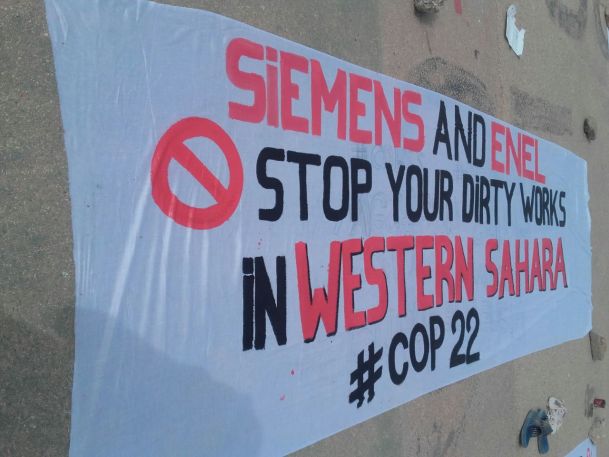 SiEMENS AND ENEL
STOP YOUR DiRTY WORKS
iN WESTERN SAHARA
#COP 22